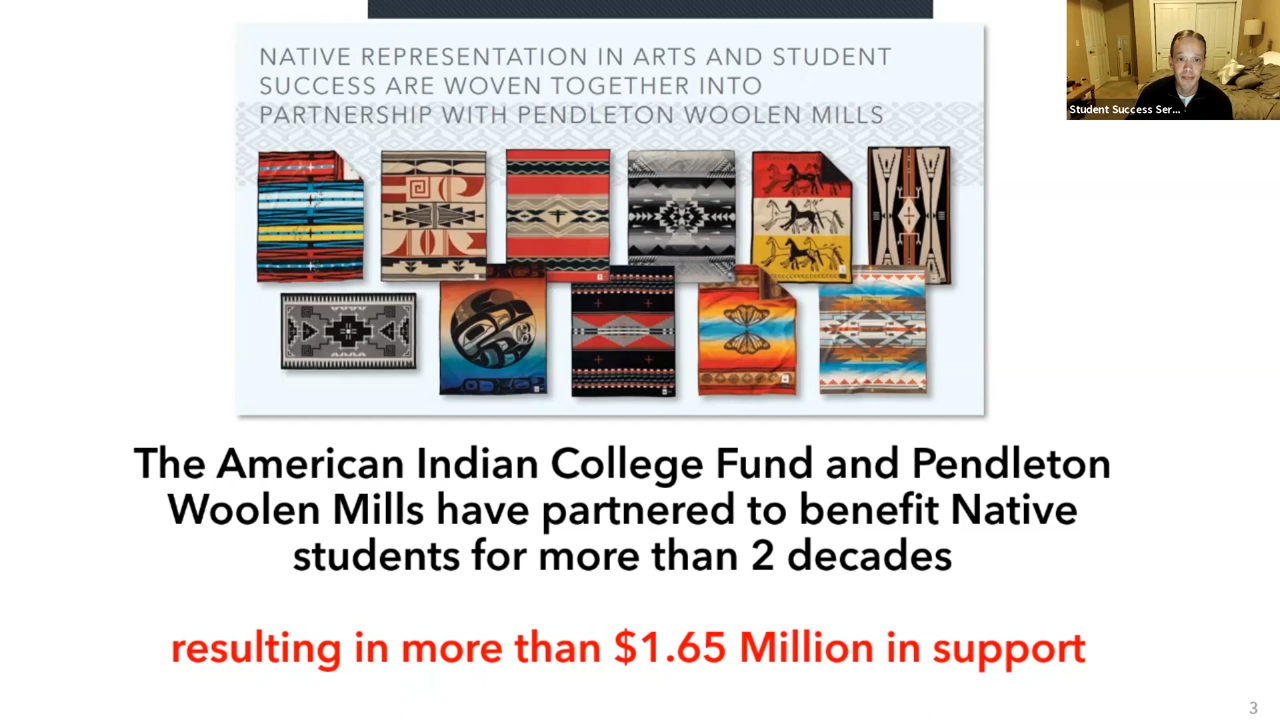 NATIVE REPRESENTATION IN ARTS AND STUDENT
SUCCESS ARE WOVEN TOGETHER INTO
PARTNERSHIP WITH PENDLETON WOOLEN MILLS
Student Success Ser...
The American Indian College Fund and Pendleton
Woolen Mills have partnered to benefit Native
students for more than 2 decades
resulting in more than $1.65 Million in support
3